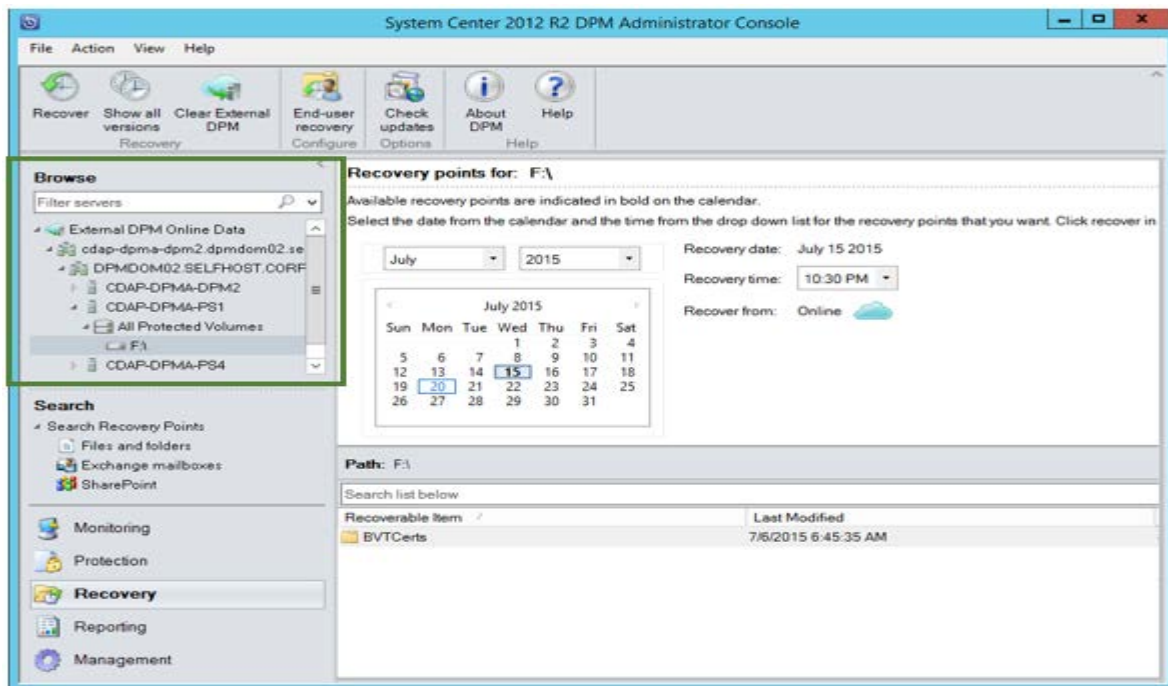 System Center 2012 R2 DPM Administrator Console
File Action View Help
Recover Show all versions Clear External DPM End-user recovery Check updates About DPM Help
Recovery Configure Options Help
Browse
Filter servers
External DPM Online Data
cdap-dpma-dpm2.dpmdom02.se
DPMDOM02.SELFHOST.CORF
CDAP-DPMA-DPM2
CDAP-DPMA-PS1
All Protected Volumes
F:\
CDAP-DPMA-PS4
Search
Search Recovery Points
Files and folders
Exchange mailboxes
SharePoint
Monitoring
Protection
Recovery
Reporting
Management
Recovery points for: F:\
Available recovery points are indicated in bold on the calendar.
Select the date from the calendar and the time from the drop down list for the recovery points that you want. Click recover in
July 2015
July 2015
Sun Mon Tue Wed Thu Fri Sat
1 2 3 4
5 6 7 8 9 10 11
12 13 14 15 16 17 18
19 20 21 22 23 24 25
26 27 28 29 30 31
Recovery date: July 15 2015
Recovery time: 10:30 PM
Recover from: Online
Path: F:\
Search list below
Recoverable Item Last Modified
BVTCerts 7/6/2015 6:45:35 AM